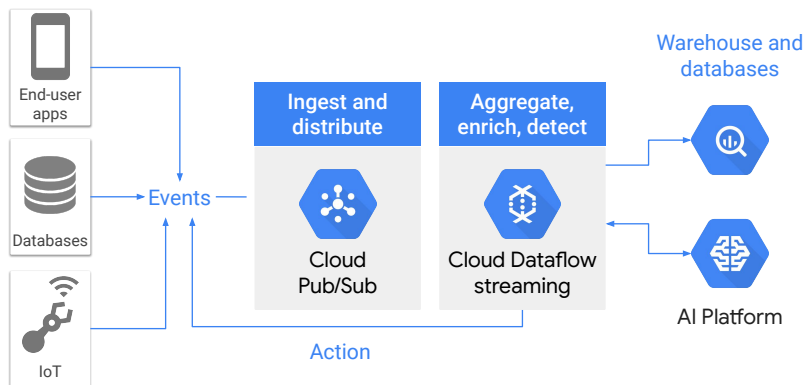 End-user
apps
Databases
IoT
Events
Ingest and
distribute
Cloud
Pub/Sub
Aggregate,
enrich, detect
Cloud Dataflow
streaming
Action
Warehouse and
databases
AI Platform